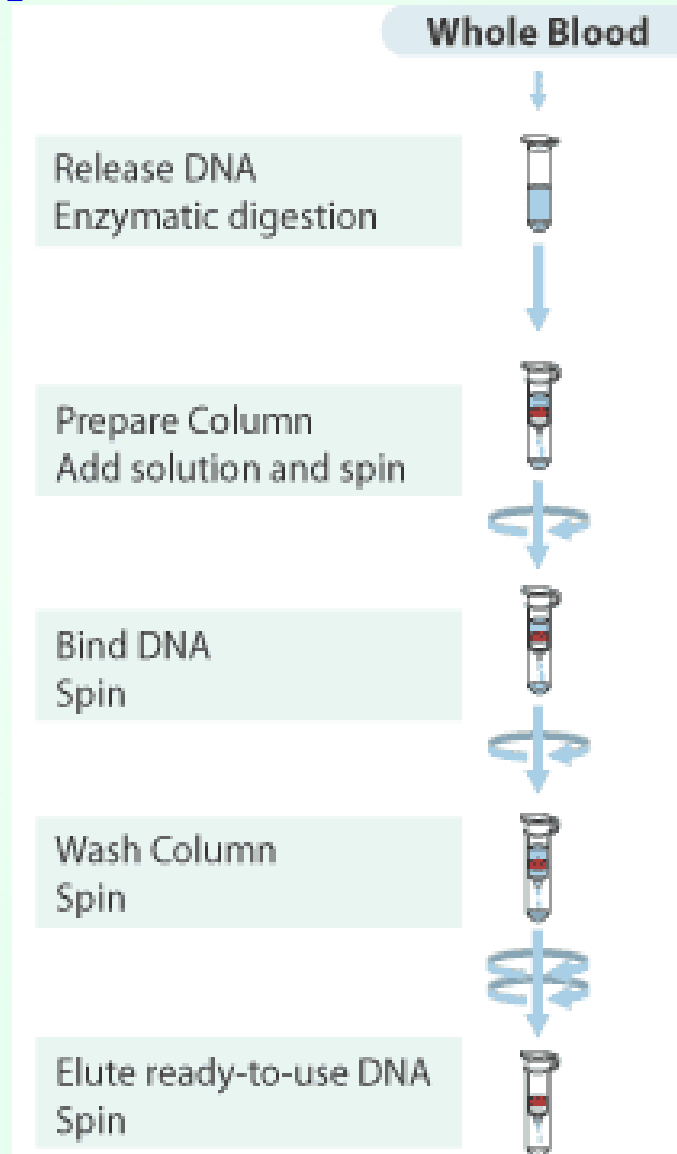 Whole Blood
Release DNA
Enzymatic digestion
Prepare Column
Add solution and spin
Bind DNA
Spin
Wash Column
Spin
Elute ready-to-use DNA
Spin